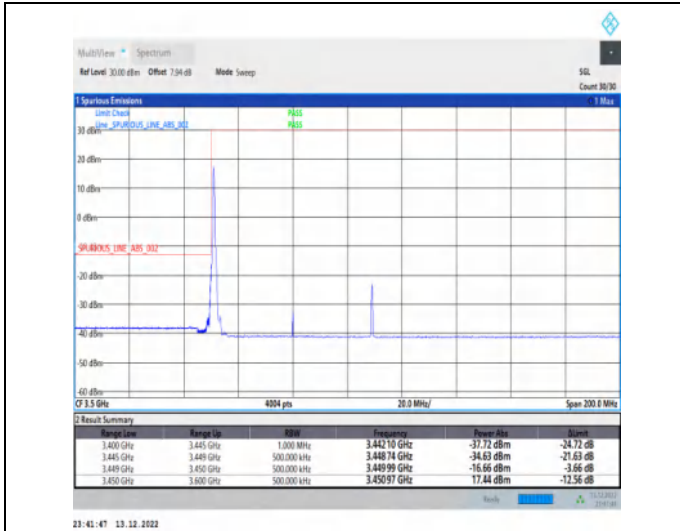 MultiView Spectrum
Ref Level 30.00 dBm Offset 7.94 dB Mode Sweep SGL
Count 30/30
1 Spurious Emissions 1 Max
Limit Check PASS
Line _SPURIOUS_LINE_ABS_002 PASS
30 dBm
20 dBm
10 dBm
0 dBm
_SPURIOUS_LINE_ABS_002
-20 dBm
-30 dBm
-40 dBm
-50 dBm
-60 dBm
CF 3.5 GHz 4004 pts 20.0 MHz/ Span 200.0 MHz
2 Result Summary
Range Low Range Up RBW Frequency Power Abs ΔLimit
3.400 GHz 3.445 GHz 1.000 MHz 3.44210 GHz -37.72 dBm -24.72 dB
3.445 GHz 3.449 GHz 500.000 kHz 3.44874 GHz -34.63 dBm -21.63 dB
3.449 GHz 3.450 GHz 500.000 kHz 3.44999 GHz -16.66 dBm -3.66 dB
3.450 GHz 3.600 GHz 500.000 kHz 3.45097 GHz 17.44 dBm -12.56 dB
Ready 13.12.2022
23:41:47 13.12.2022